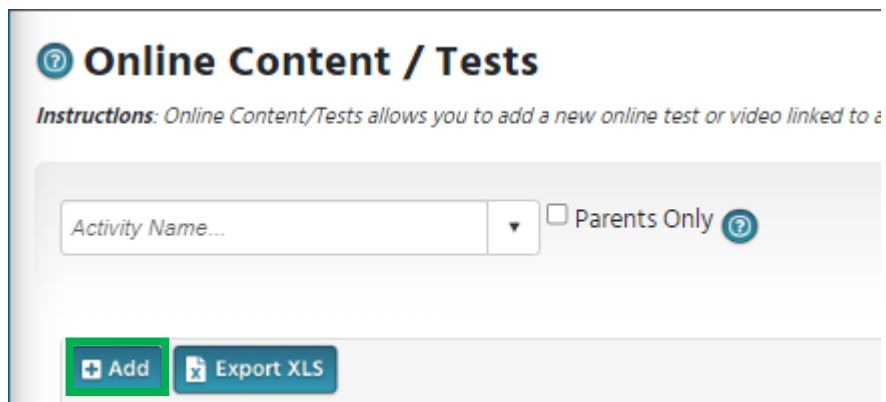 Online Content / Tests
Instructions: Online Content/Tests allows you to add a new online test or video linked to
Activity Name...
Parents Only
Add
Export XLS